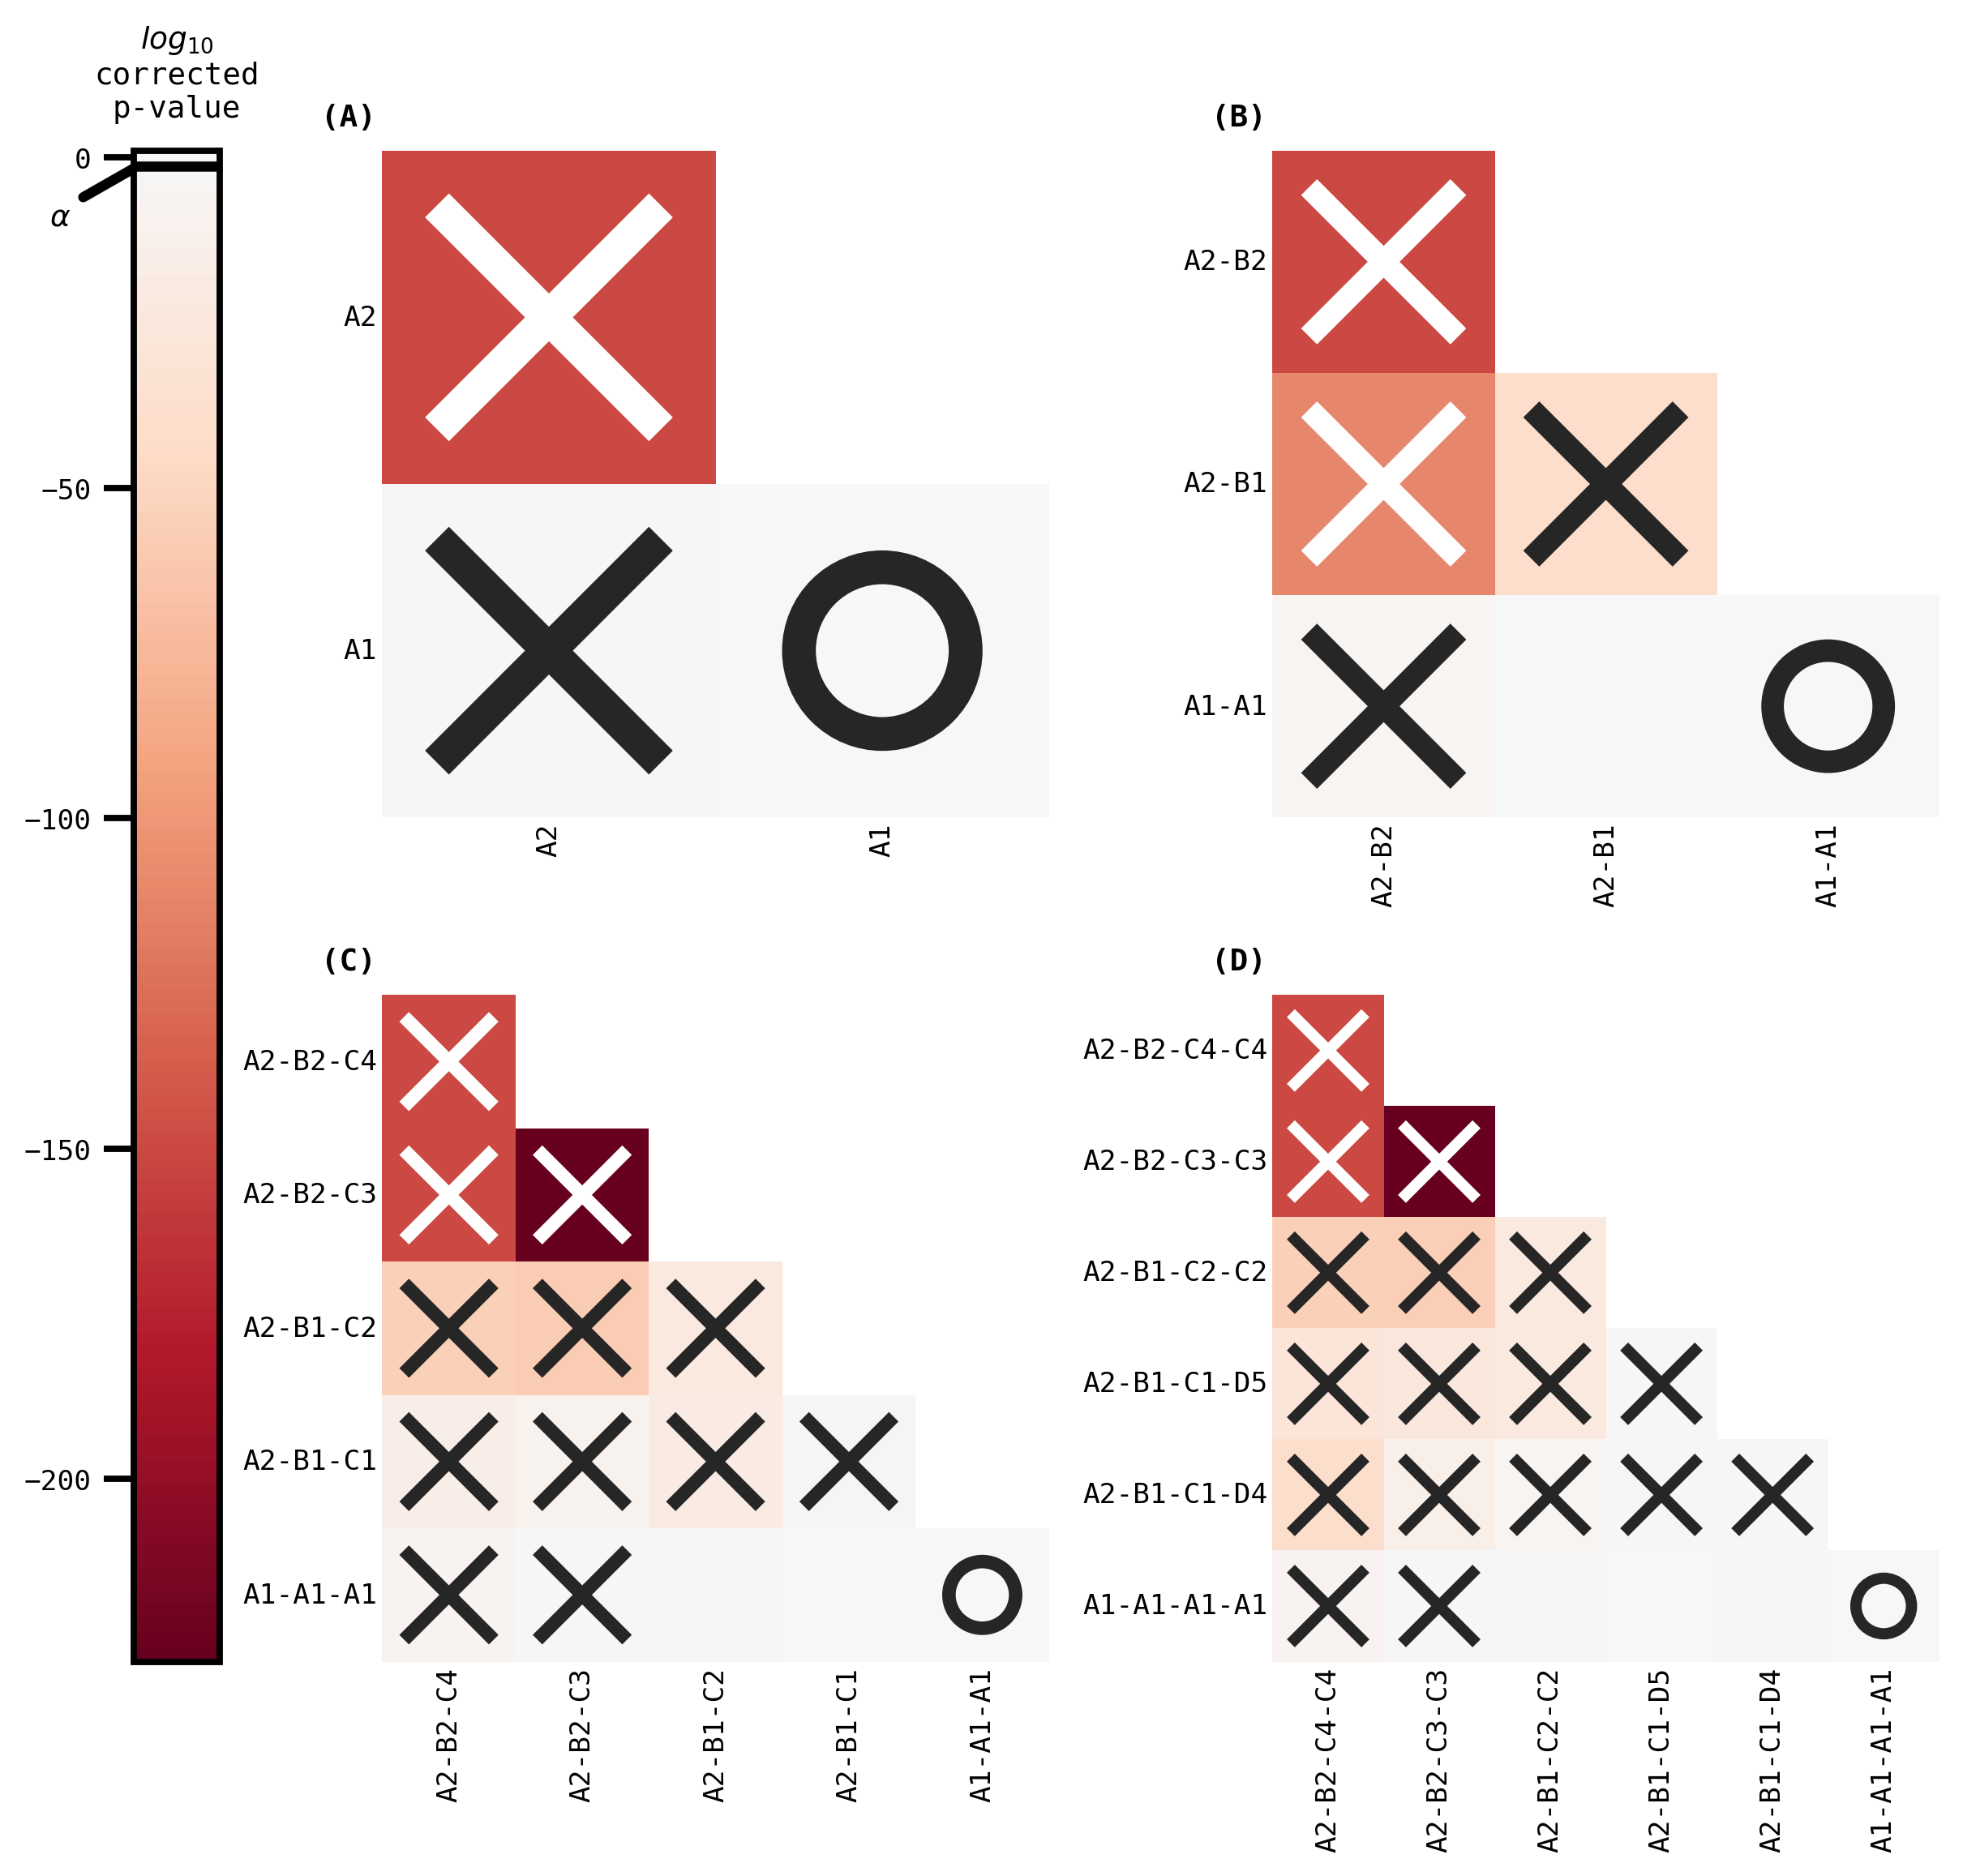 log₁₀
corrected
p-value
0
α
−50
−100
−150
−200
(A)
A2
A1
A2
A1
(B)
A2-B2
A2-B1
A1-A1
A2-B2
A2-B1
A1-A1
(C)
A2-B2-C4
A2-B2-C3
A2-B1-C2
A2-B1-C1
A1-A1-A1
A2-B2-C4
A2-B2-C3
A2-B1-C2
A2-B1-C1
A1-A1-A1
(D)
A2-B2-C4-C4
A2-B2-C3-C3
A2-B1-C2-C2
A2-B1-C1-D5
A2-B1-C1-D4
A1-A1-A1-A1
A2-B2-C4-C4
A2-B2-C3-C3
A2-B1-C2-C2
A2-B1-C1-D5
A2-B1-C1-D4
A1-A1-A1-A1